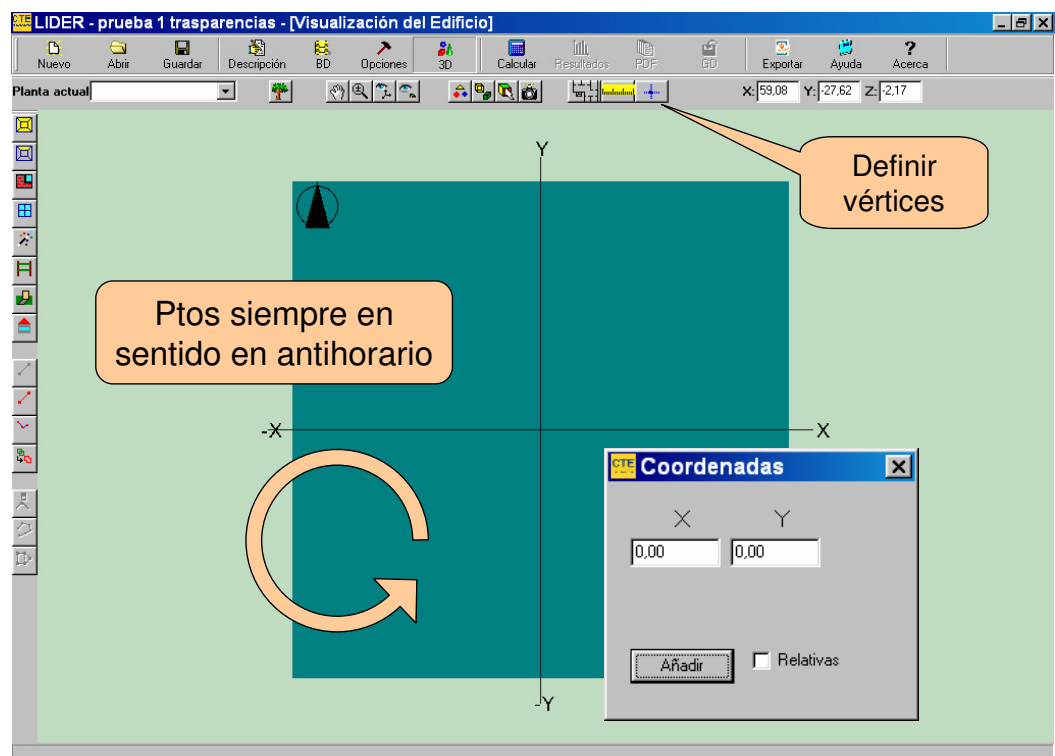 CTE LIDER - prueba 1 trasparencias - [Visualización del Edificio]
Nuevo Abrir Guardar Descripción BD Opciones 3D Calcular Resultados PDF GD Exportar Ayuda Acerca
Planta actual X: 59,08 Y: -27,62 Z: -2,17
Definir
vértices
Y
Ptos siempre en
sentido en antihorario
-X X
CTE Coordenadas
X Y
0,00 0,00
Añadir Relativas
-Y